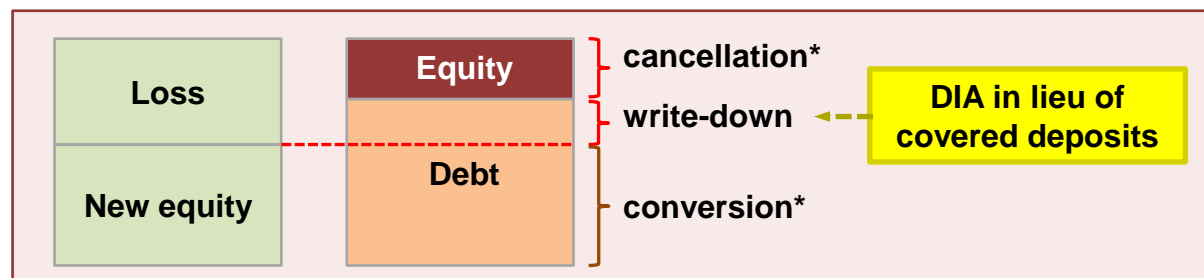 Loss
New equity
Equity
Debt
cancellation*
write-down
conversion*
DIA in lieu of
covered deposits